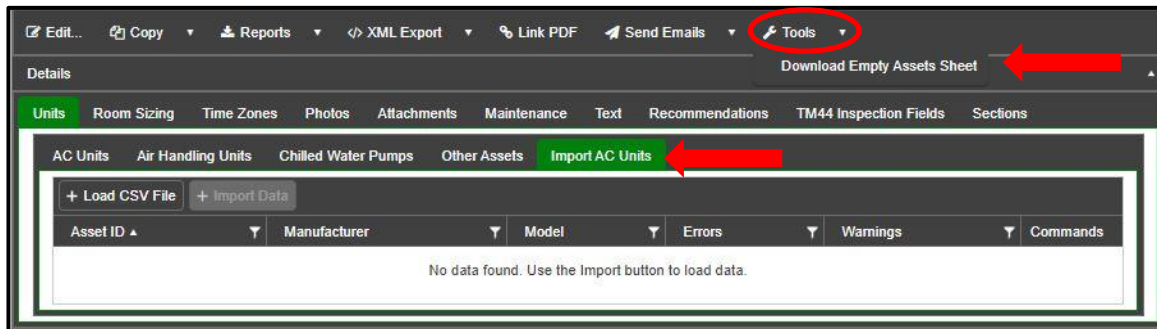 Edit... Copy Reports </> XML Export Link PDF Send Emails Tools
Download Empty Assets Sheet
Details
Units Room Sizing Time Zones Photos Attachments Maintenance Text Recommendations TM44 Inspection Fields Sections
AC Units Air Handling Units Chilled Water Pumps Other Assets Import AC Units
+ Load CSV File + Import Data
Asset ID Manufacturer Model Errors Warnings Commands
No data found. Use the Import button to load data.